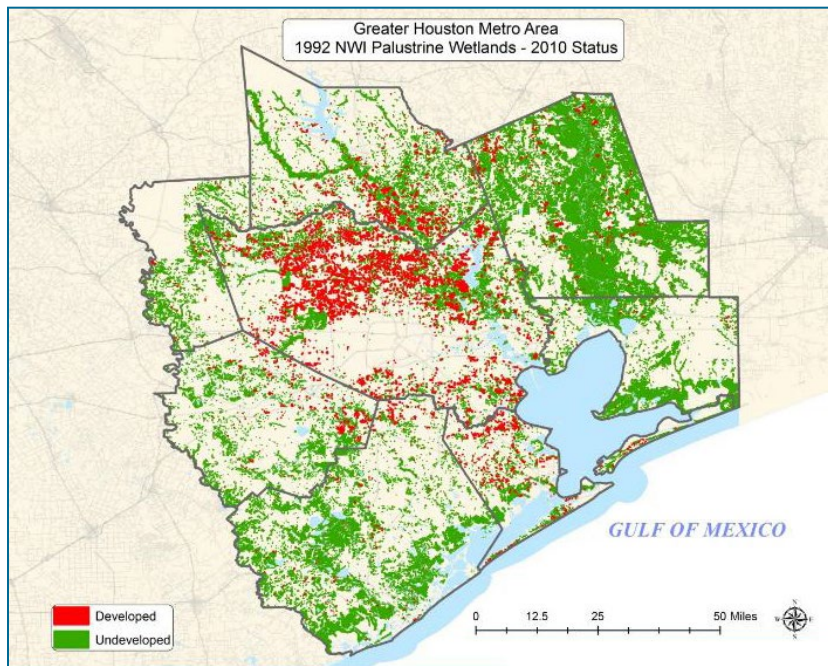 Greater Houston Metro Area
1992 NWI Palustrine Wetlands - 2010 Status
GULF OF MEXICO
Developed
Undeveloped
0 12.5 25 50 Miles
N
W E
S